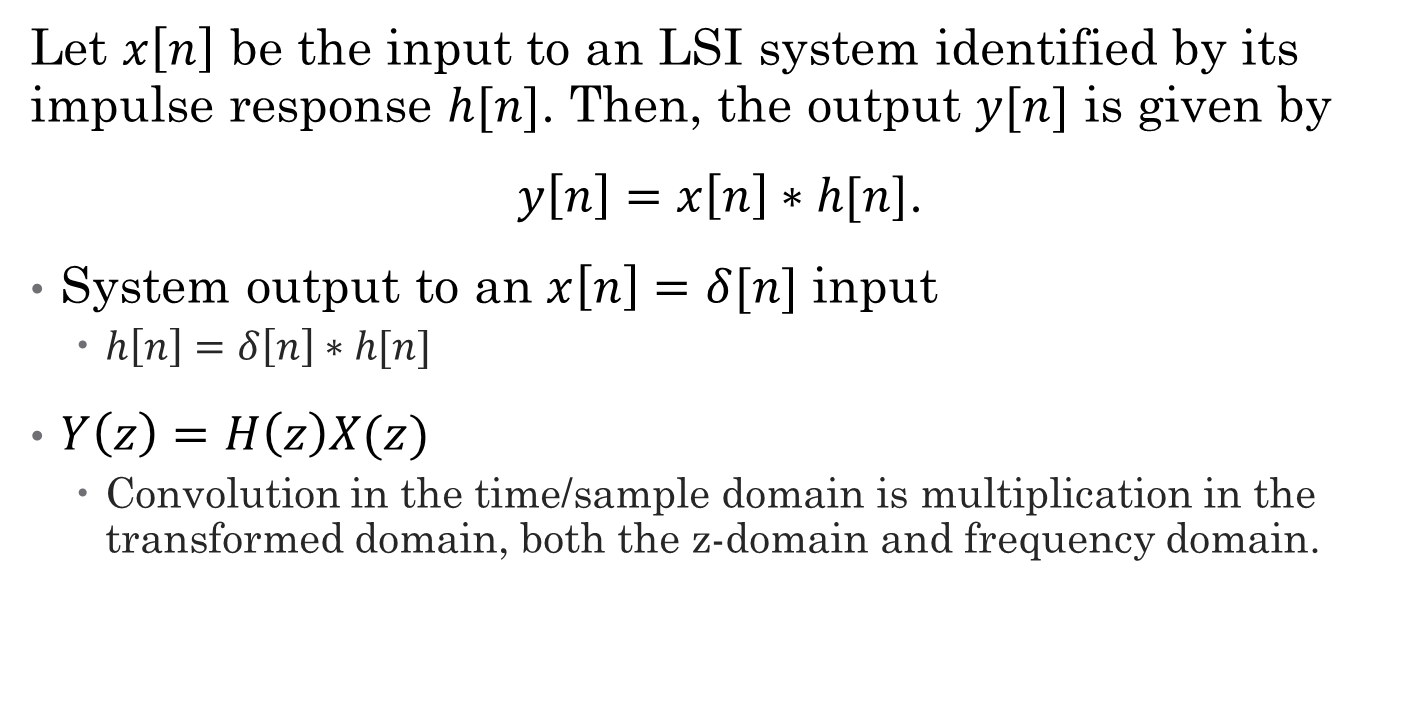 Let x[n] be the input to an LSI system identified by its
impulse response h[n]. Then, the output y[n] is given by
y[n] = x[n] ∗ h[n].
• System output to an x[n] = δ[n] input
• h[n] = δ[n] ∗ h[n]
• Y(z) = H(z)X(z)
• Convolution in the time/sample domain is multiplication in the
transformed domain, both the z-domain and frequency domain.